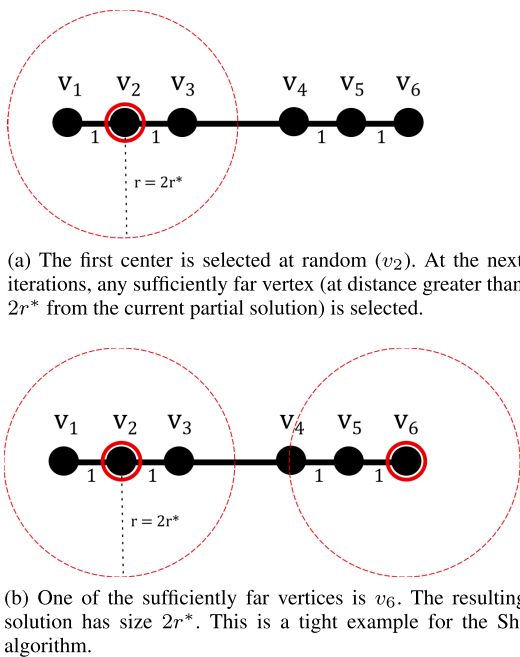 v₁ v₂ v₃ v₄ v₅ v₆
1 1 1 1
r = 2r*
(a) The first center is selected at random (v₂). At the next
iterations, any sufficiently far vertex (at distance greater than
2r* from the current partial solution) is selected.
v₁ v₂ v₃ v₄ v₅ v₆
1 1 1 1
r = 2r*
(b) One of the sufficiently far vertices is v₆. The resulting
solution has size 2r*. This is a tight example for the Sh
algorithm.